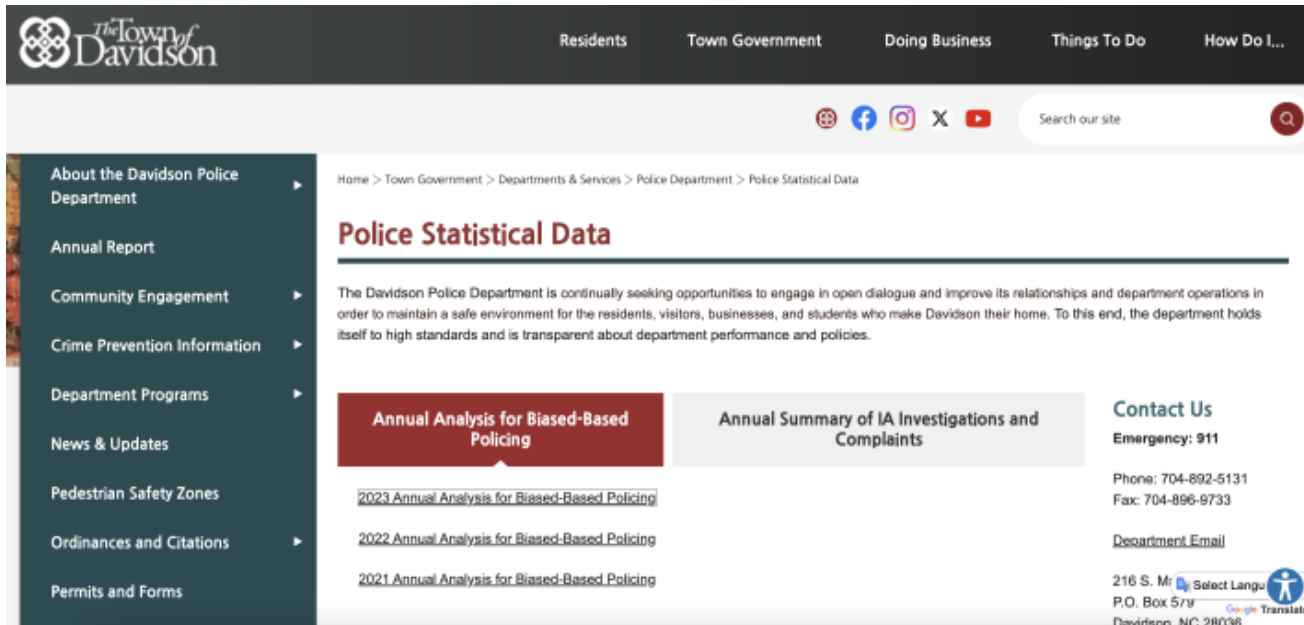 The Town of
Davidson
Residents
Town Government
Doing Business
Things To Do
How Do I...
Search our site
About the Davidson Police
Department
Annual Report
Community Engagement
Crime Prevention Information
Department Programs
News & Updates
Pedestrian Safety Zones
Ordinances and Citations
Permits and Forms
Home > Town Government > Departments & Services > Police Department > Police Statistical Data
Police Statistical Data
The Davidson Police Department is continually seeking opportunities to engage in open dialogue and improve its relationships and department operations in
order to maintain a safe environment for the residents, visitors, businesses, and students who make Davidson their home. To this end, the department holds
itself to high standards and is transparent about department performance and policies.
Annual Analysis for Biased-Based
Policing
Annual Summary of IA Investigations and
Complaints
2023 Annual Analysis for Biased-Based Policing
2022 Annual Analysis for Biased-Based Policing
2021 Annual Analysis for Biased-Based Policing
Contact Us
Emergency: 911
Phone: 704-892-5131
Fax: 704-896-9733
Department Email
216 S.
Select Langu
P.O. Box 579
Google Translate
Davidson, NC 28036